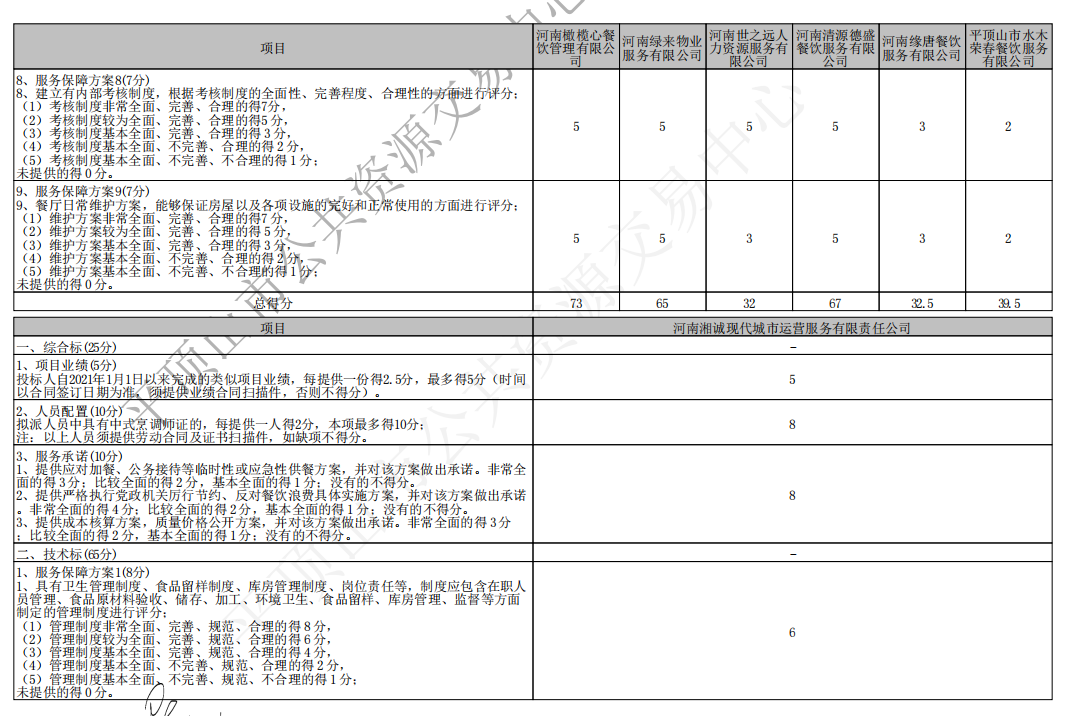 项目
河南橄榄心餐
饮管理有限公
司
河南绿来物业
服务有限公司
河南世之远人
力资源服务有
限公司
河南清源德盛
餐饮服务有限
公司
河南缘唐餐饮
服务有限公司
平顶山市水木
荣春餐饮服务
有限公司
8、服务保障方案8(7分)
8、建立有内部考核制度，根据考核制度的全面性、完善程度、合理性的方面进行评分；
（1）考核制度非常全面、完善、合理的得7分，
（2）考核制度较为全面、完善、合理的得5分，
（3）考核制度基本全面、完善、合理的得3分，
（4）考核制度基本全面、不完善、合理的得2分，
（5）考核制度基本全面、不完善、不合理的得1分；
未提供的得0分。
5
5
5
5
3
2
9、服务保障方案9(7分)
9、餐厅日常维护方案，能够保证房屋以及各项设施的完好和正常使用的方面进行评分；
（1）维护方案非常全面、完善、合理的得7分，
（2）维护方案较为全面、完善、合理的得5分，
（3）维护方案基本全面、完善、合理的得3分，
（4）维护方案基本全面、不完善、合理的得2分，
（5）维护方案基本全面、不完善、不合理的得1分；
未提供的得0分。
5
5
3
5
3
2
总得分
73
65
32
67
32.5
39.5
项目
河南湘诚现代城市运营服务有限责任公司
一、综合标(25分)
－
1、项目业绩(5分)
投标人自2021年1月1日以来完成的类似项目业绩，每提供一份得2.5分，最多得5分（时间
以合同签订日期为准，须提供业绩合同扫描件，否则不得分）。
5
2、人员配置(10分)
拟派人员中具有中式烹调师证的，每提供一人得2分，本项最多得10分；
注：以上人员须提供劳动合同及证书扫描件，如缺项不得分。
8
3、服务承诺(10分)
1、提供应对加餐、公务接待等临时性或应急性供餐方案，并对该方案做出承诺。非常全
面的得3分；比较全面的得2分，基本全面的得1分；没有的不得分。
2、提供严格执行党政机关厉行节约、反对餐饮浪费具体实施方案，并对该方案做出承诺
。非常全面的得4分；比较全面的得2分，基本全面的得1分；没有的不得分。
3、提供成本核算方案，质量价格公开方案，并对该方案做出承诺。非常全面的得3分
；比较全面的得2分，基本全面的得1分；没有的不得分。
8
二、技术标(65分)
－
1、服务保障方案1(8分)
1、具有卫生管理制度、食品留样制度、库房管理制度、岗位责任等，制度应包含在职人
员管理、食品原材料验收、储存、加工、环境卫生、食品留样、库房管理、监督等方面
制定的管理制度进行评分；
（1）管理制度非常全面、完善、规范、合理的得8分，
（2）管理制度较为全面、完善、规范、合理的得6分，
（3）管理制度基本全面、完善、规范、合理的得4分，
（4）管理制度基本全面、不完善、规范、合理的得2分，
（5）管理制度基本全面、不完善、规范、不合理的得1分；
未提供的得0分。
6
平顶山市公共资源交易中心
平顶山市公共资源交易中心